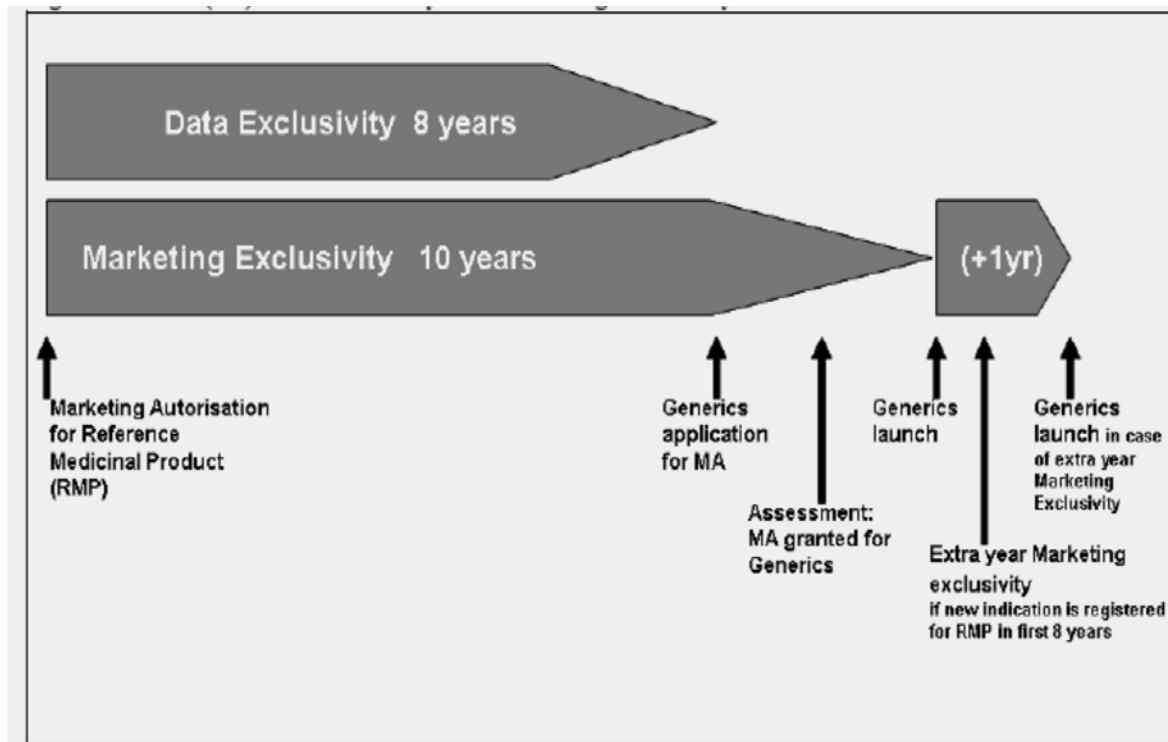 Data Exclusivity 8 years
Marketing Exclusivity 10 years
(+1yr)
Marketing Autorisation
for Reference
Medicinal Product
(RMP)
Generics
application
for MA
Assessment:
MA granted for
Generics
Generics
launch
Extra year Marketing
exclusivity
if new indication is registered
for RMP in first 8 years
Generics
launch in case
of extra year
Marketing
Exclusivity